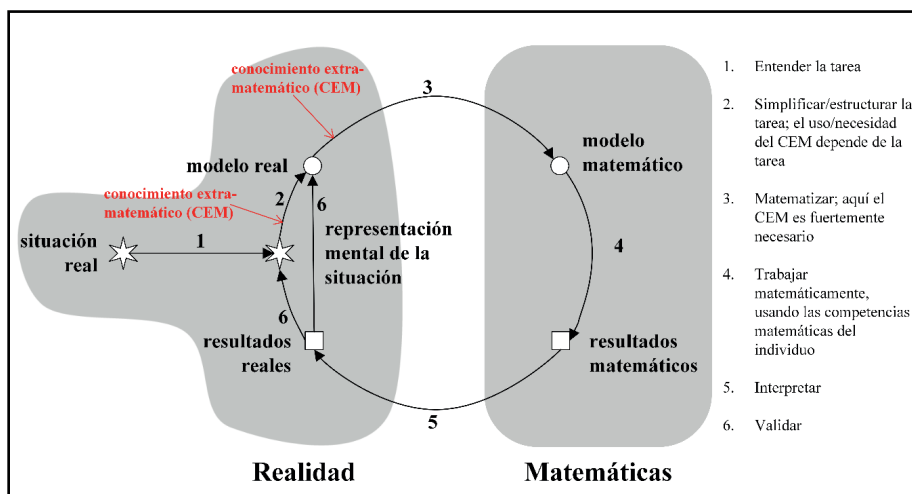 conocimiento extra-
matemático (CEM)
3
modelo real
modelo
matemático
conocimiento extra-
matemático (CEM)
2
6
representación
mental de la
situación
situación
real
1
4
6
resultados
reales
resultados
matemáticos
5
Realidad
Matemáticas
1. Entender la tarea
2. Simplificar/estructurar la
tarea; el uso/necesidad
del CEM depende de la
tarea
3. Matematizar; aquí el
CEM es fuertemente
necesario
4. Trabajar
matemáticamente,
usando las competencias
matemáticas del
individuo
5. Interpretar
6. Validar